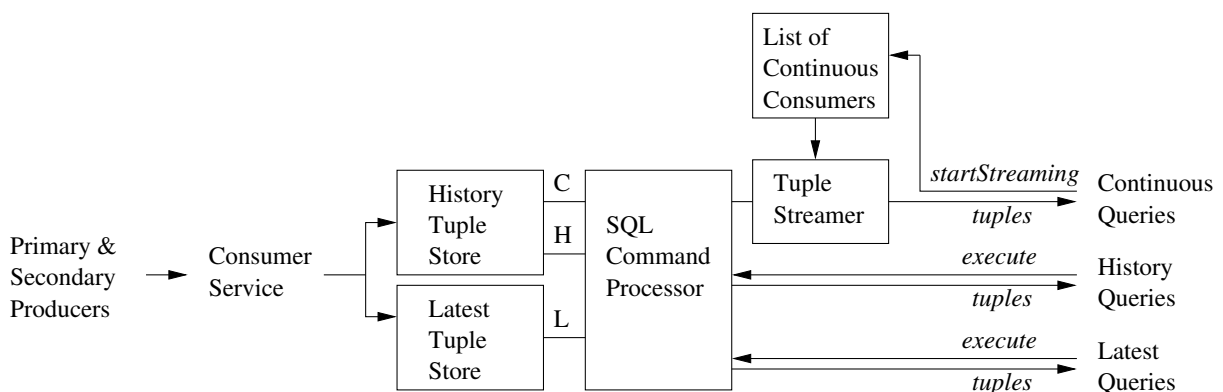 List of
Continuous
Consumers
startStreaming
Continuous
Queries
tuples
Tuple
Streamer
C
H
L
History
Tuple
Store
SQL
Command
Processor
Primary &
Secondary
Producers
Consumer
Service
Latest
Tuple
Store
execute
tuples
History
Queries
execute
tuples
Latest
Queries